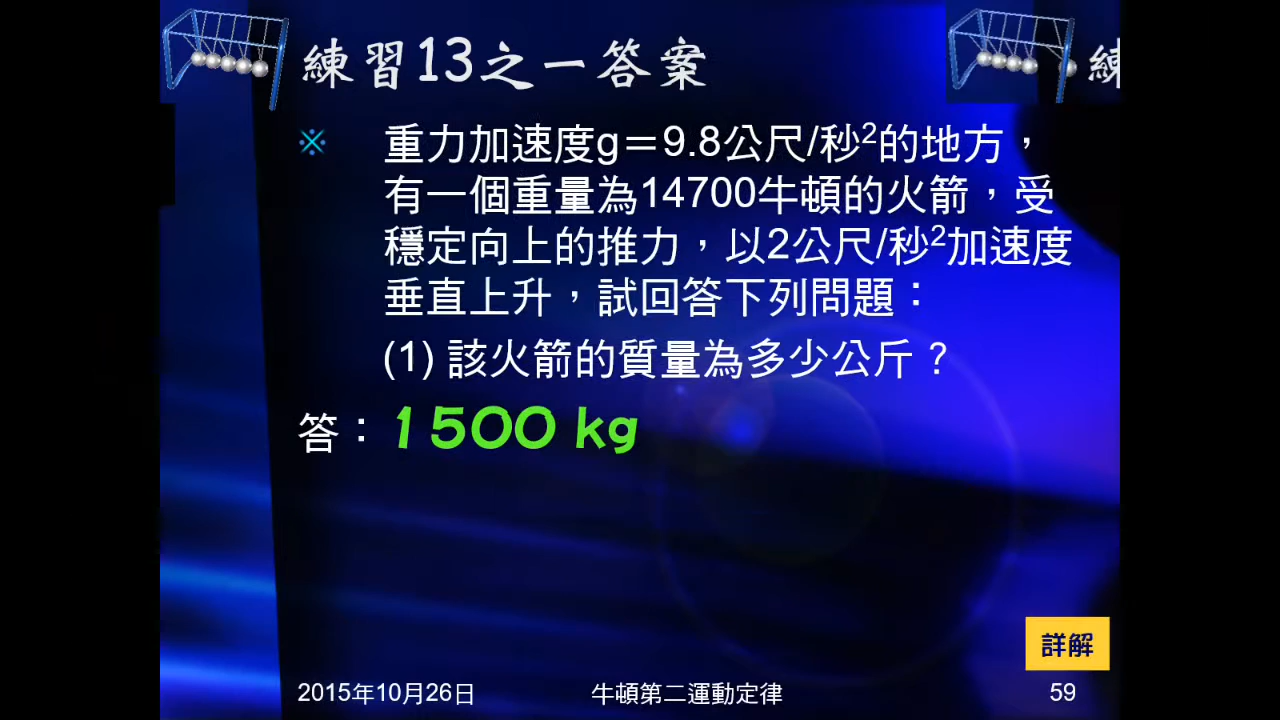 練習13之一答案
練
※ 重力加速度g＝9.8公尺/秒²的地方，
有一個重量為14700牛頓的火箭，受
穩定向上的推力，以2公尺/秒²加速度
垂直上升，試回答下列問題：
(1) 該火箭的質量為多少公斤？
答：1500 kg
詳解
2015年10月26日 牛頓第二運動定律 59